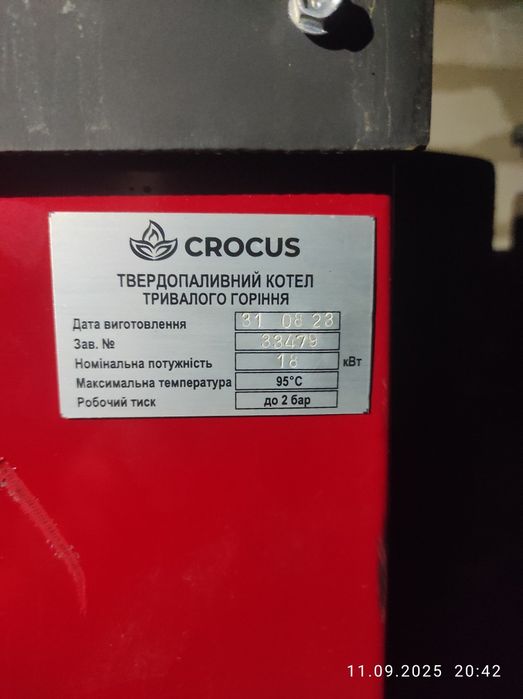 CROCUS
ТВЕРДОПАЛИВНИЙ КОТЕЛ
ТРИВАЛОГО ГОРІННЯ
Дата виготовлення 31 08 23
Зав. № 33479
Номінальна потужність 18 кВт
Максимальна температура 95°C
Робочий тиск до 2 бар
11.09.2025 20:42